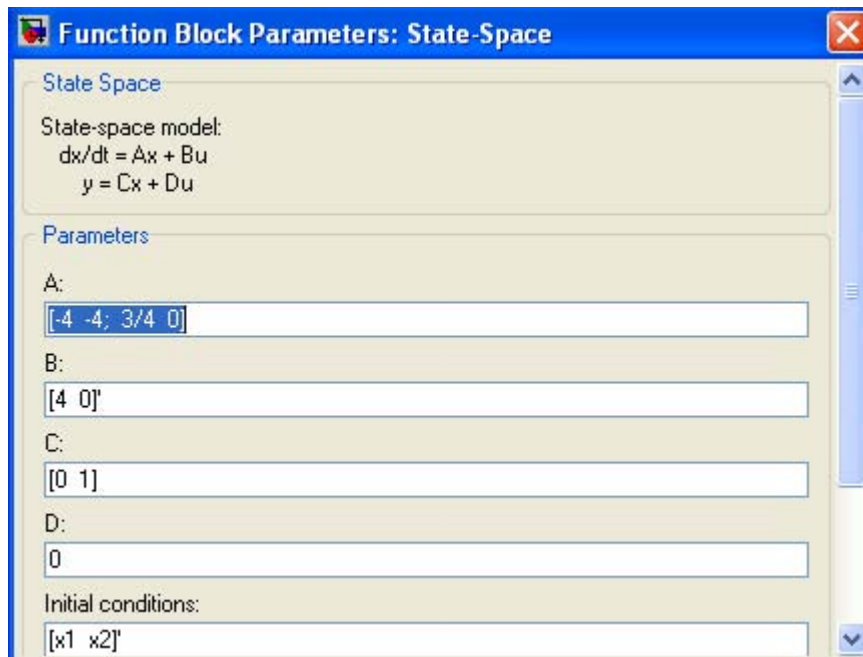 Function Block Parameters: State-Space
State Space
State-space model:
dx/dt = Ax + Bu
y = Cx + Du
Parameters
A:
[-4 -4; 3/4 0]
B:
[4 0]'
C:
[0 1]
D:
0
Initial conditions:
[x1 x2]'